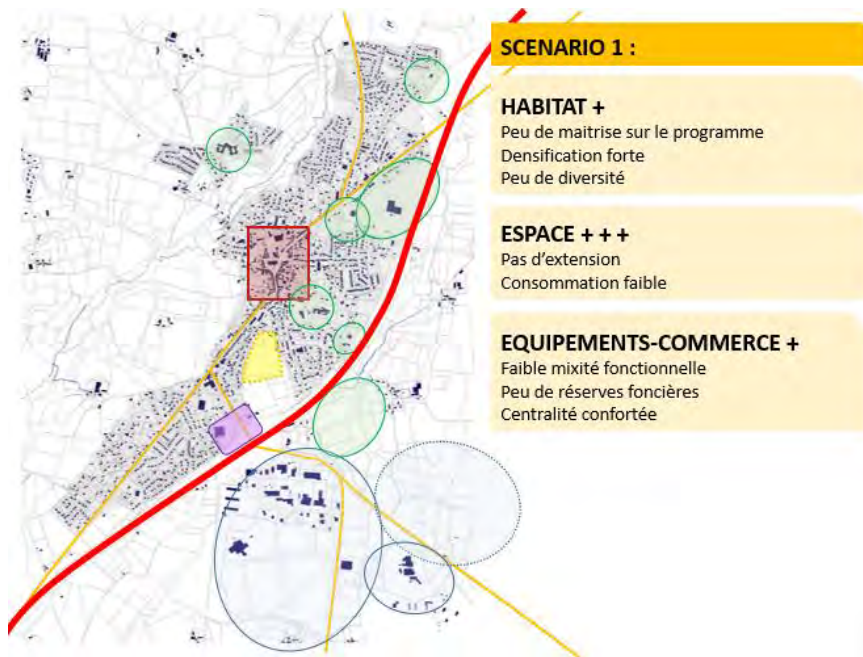 SCENARIO 1 :
HABITAT +
Peu de maitrise sur le programme
Densification forte
Peu de diversité
ESPACE + + +
Pas d'extension
Consommation faible
EQUIPEMENTS-COMMERCE +
Faible mixité fonctionnelle
Peu de réserves foncières
Centralité confortée